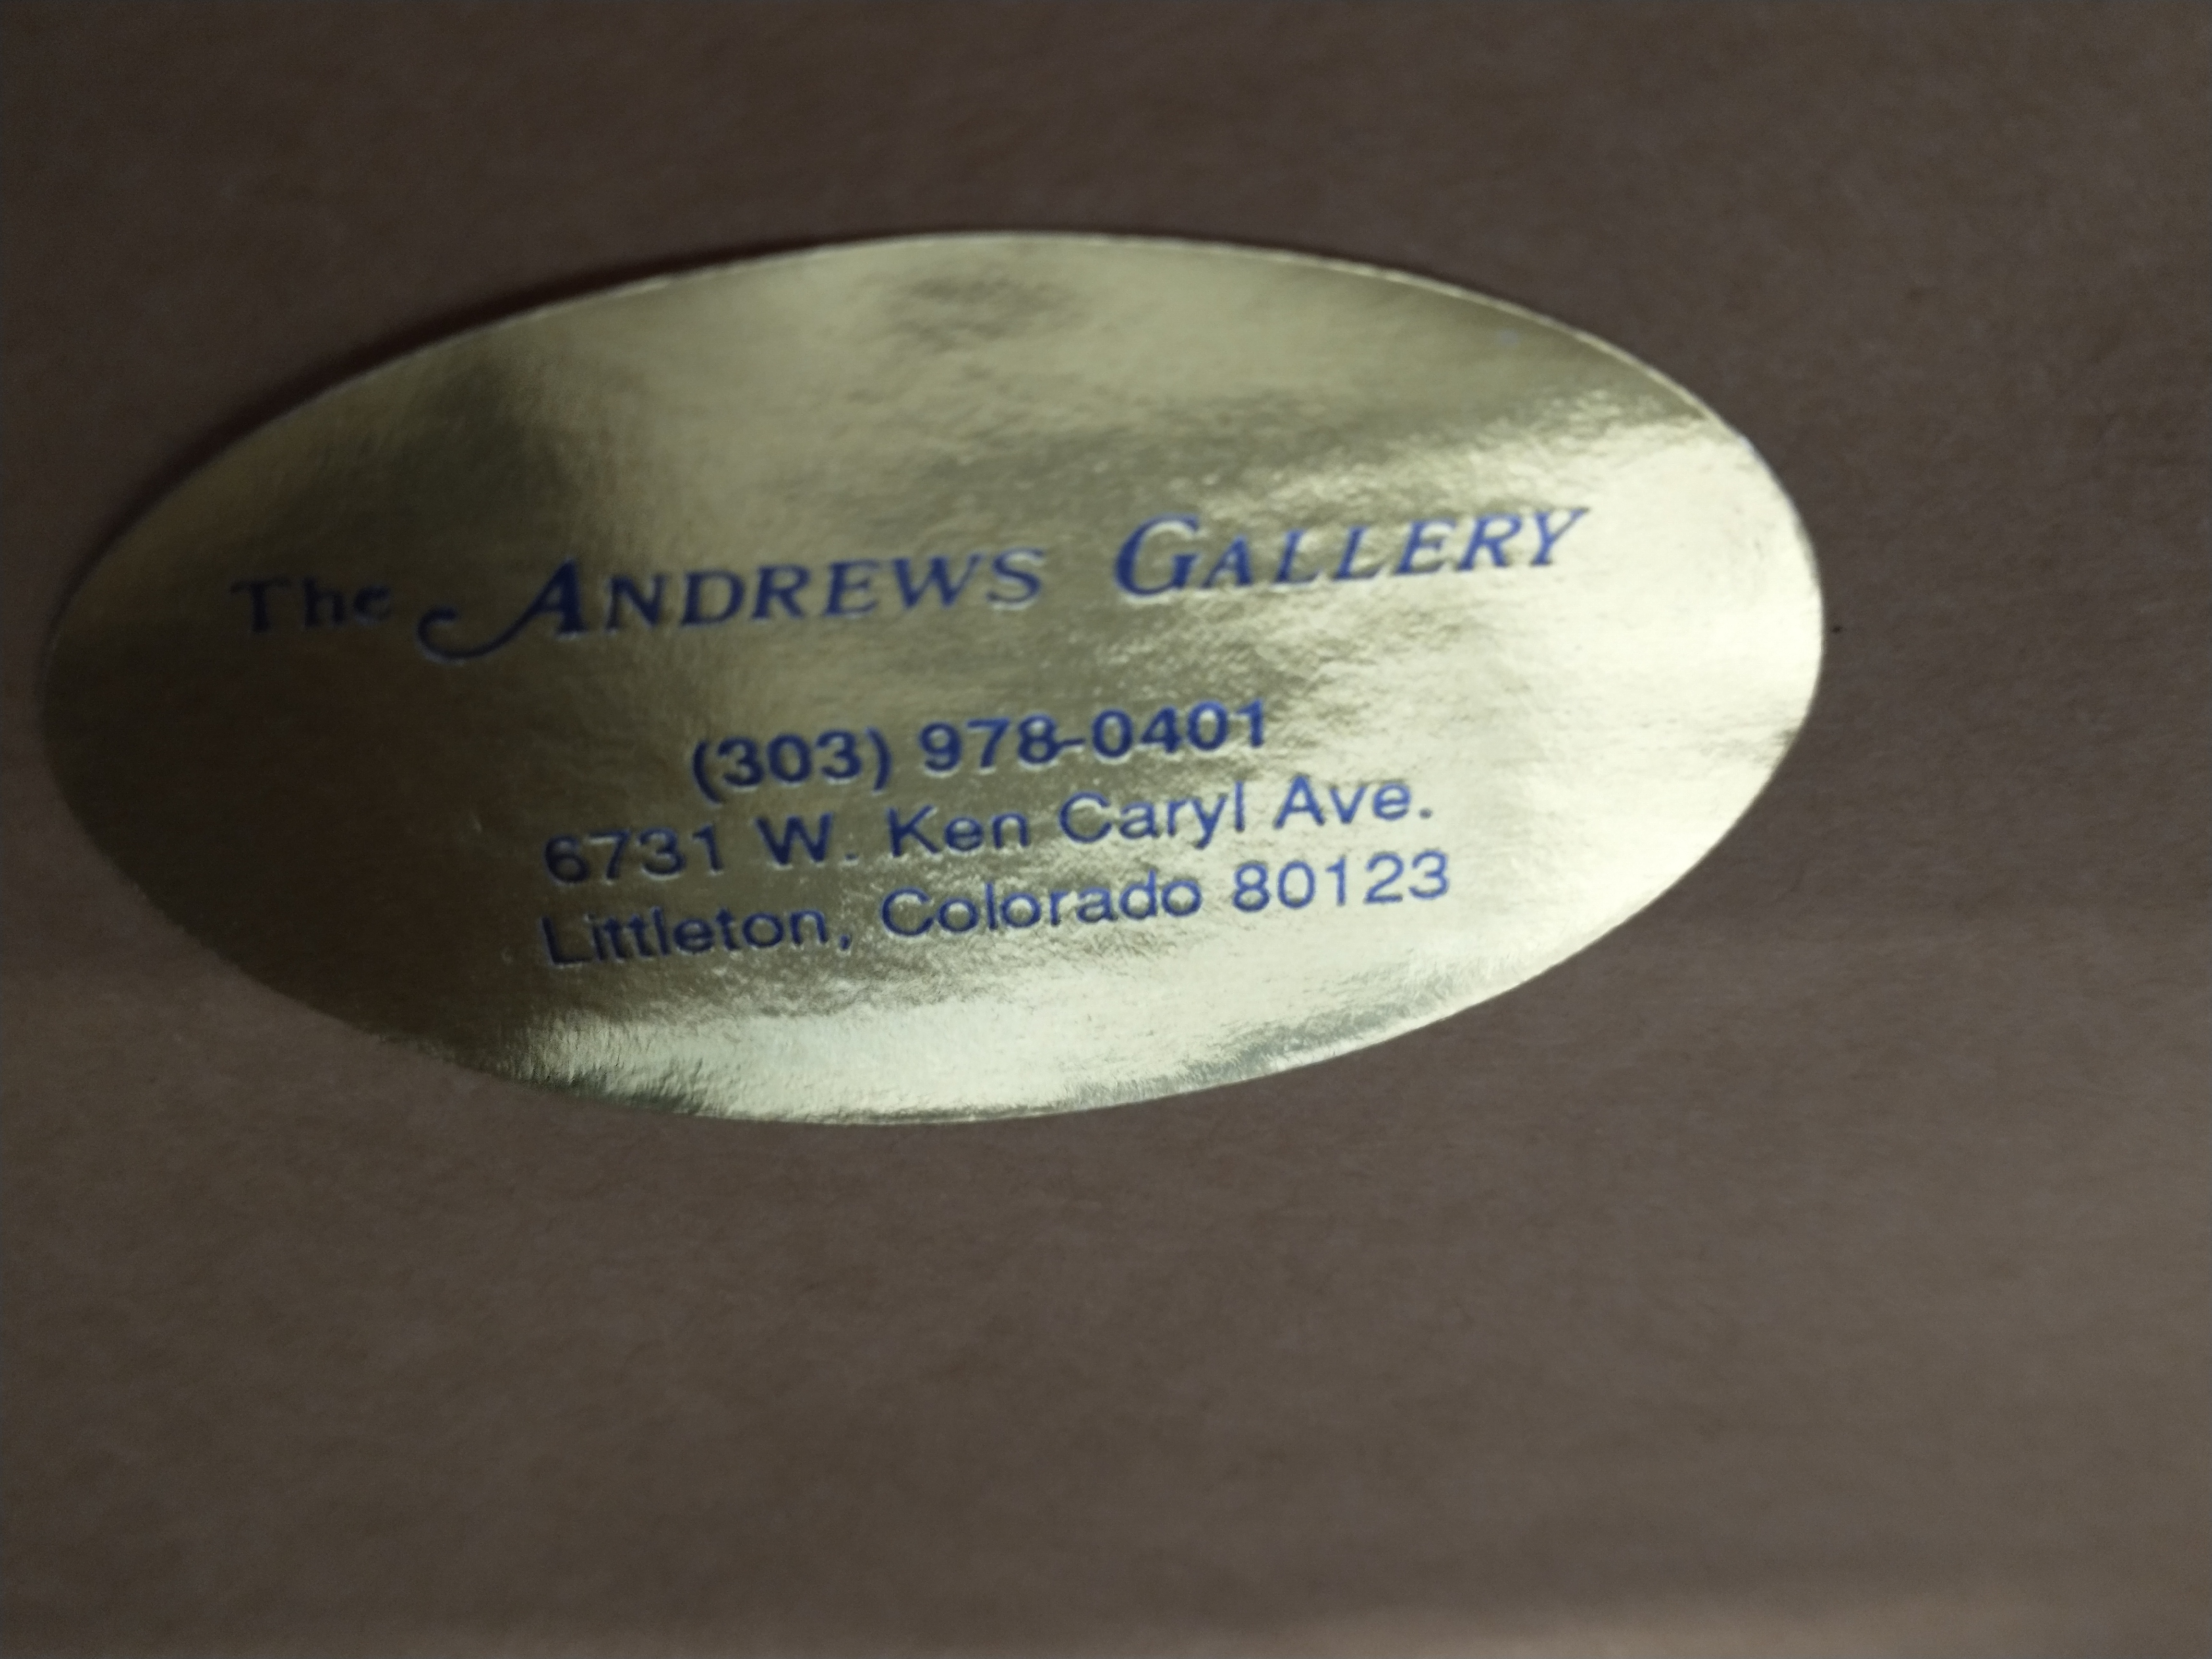 The ANDREWS GALLERY
(303) 978-0401
6731 W. Ken Caryl Ave.
Littleton, Colorado 80123